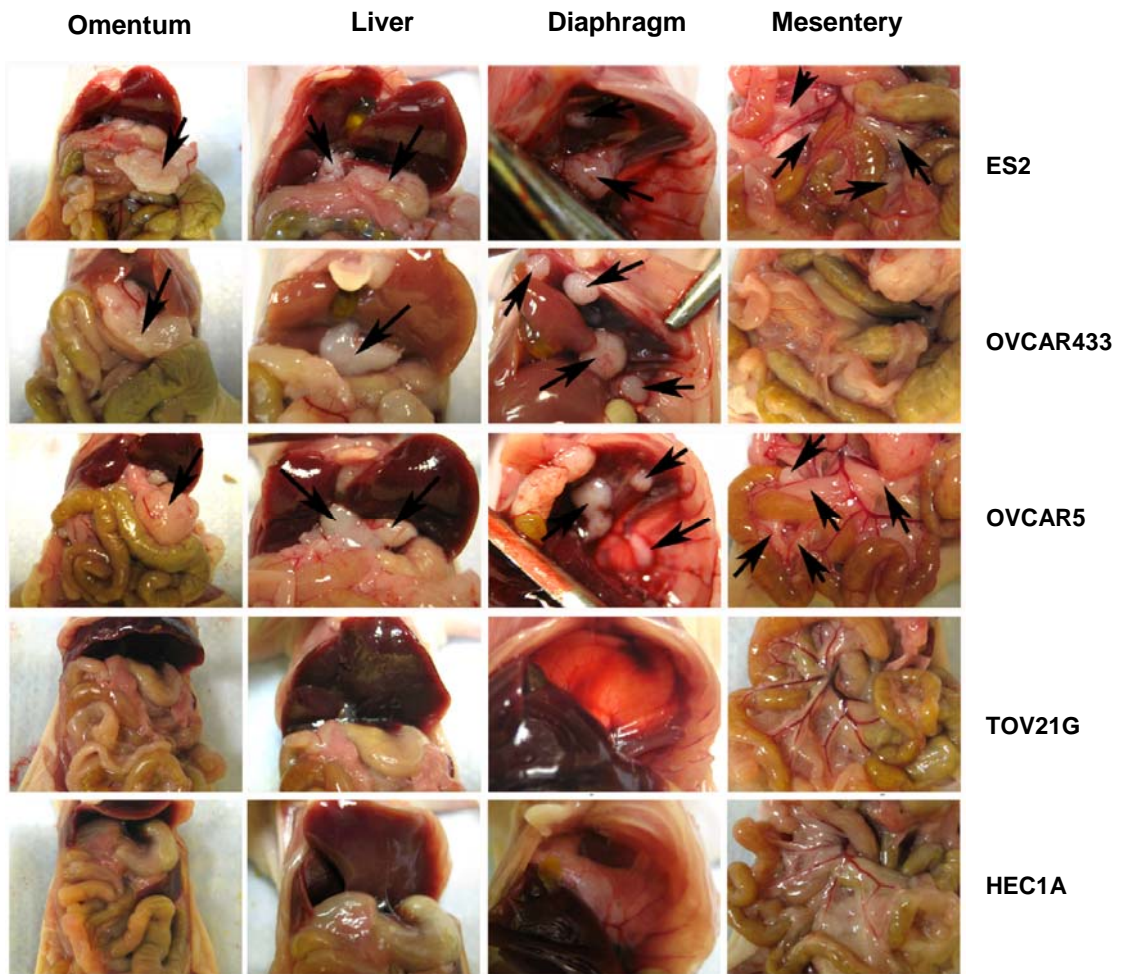 Omentum Liver Diaphragm Mesentery
ES2
OVCAR433
OVCAR5
TOV21G
HEC1A